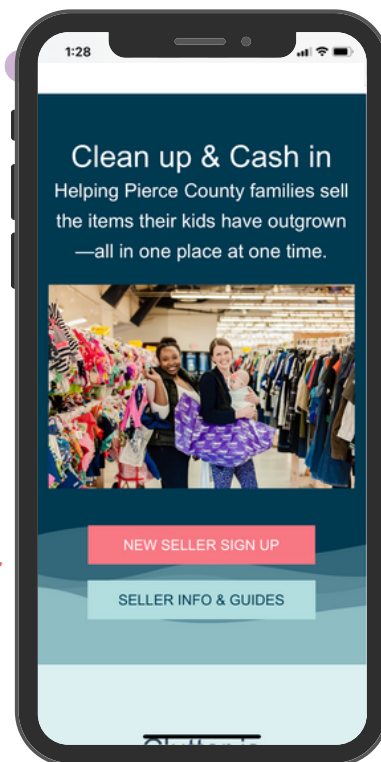 1:28
Clean up & Cash in
Helping Pierce County families sell
the items their kids have outgrown
—all in one place at one time.
NEW SELLER SIGN UP
SELLER INFO & GUIDES